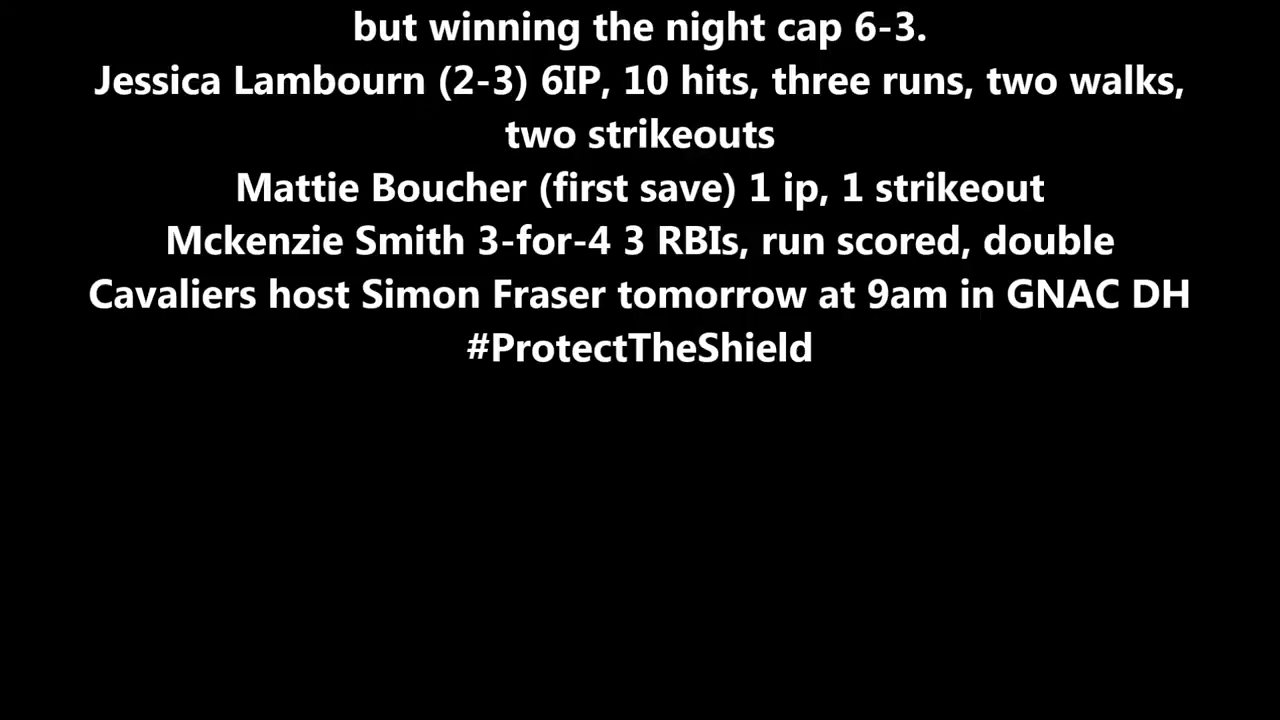 but winning the night cap 6-3.
Jessica Lambourn (2-3) 6IP, 10 hits, three runs, two walks,
two strikeouts
Mattie Boucher (first save) 1 ip, 1 strikeout
Mckenzie Smith 3-for-4 3 RBIs, run scored, double
Cavaliers host Simon Fraser tomorrow at 9am in GNAC DH
#ProtectTheShield